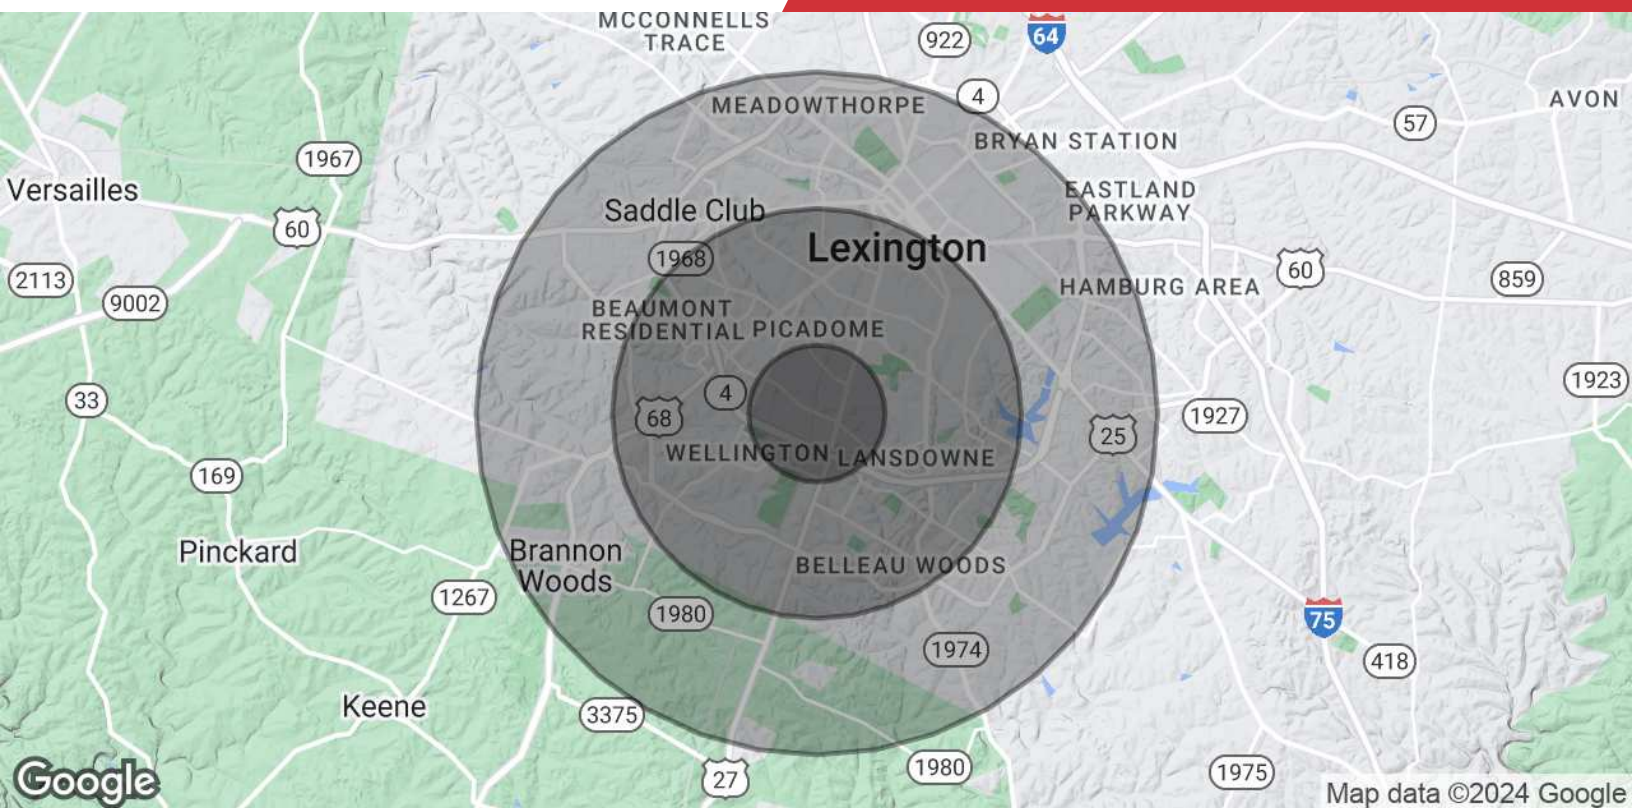 MCCONNELLS
TRACE
922
64
4
MEADOWTHORPE
AVON
57
BRYAN STATION
1967
Versailles
EASTLAND
PARKWAY
Saddle Club
60
Lexington
1968
60
2113
859
HAMBURG AREA
9002
BEAUMONT
RESIDENTIAL
PICADOME
1923
4
33
68
1927
25
WELLINGTON
LANSDOWNE
169
Pinckard
Brannon
Woods
BELLEAU WOODS
1267
1980
75
1974
418
Keene
3375
1980
1975
27
Google
Map data ©2024 Google